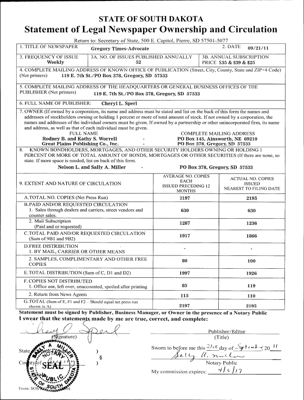 STATE OF SOUTH DAKOTA
Statement of Legal Newspaper Ownership and Circulation
Return to: Secretary of State, 500 E. Capitol, Pierre, SD 57501-5077
1. TITLE OF NEWSPAPER
Gregory Times-Advocate
2. DATE
09/21/11
3. FREQUENCY OF ISSUE
Weekly
3A. NO. OF ISSUES PUBLISHED ANNUALLY
52
3B. ANNUAL SUBSCRIPTION
PRICE $35 & $39 & $25
4. COMPLETE MAILING ADDRESS OF KNOWN OFFICE OF PUBLICATION (Street, City, County, State and ZIP+4 Code)
(Not printers) 119 E. 7th St./PO Box 378, Gregory, SD 57533
5. COMPLETE MAILING ADDRESS OF THE HEADQUARTERS OR GENERAL BUSINESS OFFICES OF THE
PUBLISHER (Not printers) 119 E. 7th St./PO Box 378, Gregory, SD 57533
6. FULL NAME OF PUBLISHER: Cheryl L. Sperl
7. OWNER (If owned by a corporation, its name and address must be stated and list on the back of this form the names and
addresses of stockholders owning or holding 1 percent or more of total amount of stock. If not owned by a corporation, the
names and addresses of the individual owners must be given. If owned by a partnership or other unincorporated firm, its name
and address, as well as that of each individual must be given.
FULL NAME
COMPLETE MAILING ADDRESS
Rodney B. and Kathy S. Worrell
PO Box 145, Ainsworth, NE 69210
Great Plains Publishing Co., Inc.
PO Box 378, Gregory, SD 57533
8. KNOWN BONDHOLDERS, MORTGAGES, AND OTHER SECURITY HOLDERS OWNING OR HOLDING 1
PERCENT OR MORE OF TOTAL AMOUNT OF BONDS, MORTGAGES OR OTHER SECURITIES (If there are none, so
state. If more space is needed, list on back of this form.
Nelson L. and Sally A. Miller
PO Box 378, Gregory, SD 57533
9. EXTENT AND NATURE OF CIRCULATION
AVERAGE NO. COPIES
EACH
ISSUED PRECEDING 12
MONTHS
ACTUAL NO. COPIES
ISSUED
NEAREST TO FILING DATE
A. TOTAL NO. COPIES (Net Press Run)
2197
2195
B. PAID AND/OR REQUESTED CIRCULATION
1. Sales through dealers and carriers, street vendors and
counter sales.
630
630
2. Mail Subscription
(Paid and or requested)
1287
1236
C. TOTAL PAID AND/OR REQUESTED CIRCULATION
(Sum of 9B1 and 9B2)
1917
1866
D. FREE DISTRIBUTION
1. BY MAIL, CARRIER OR OTHER MEANS
2. SAMPLES, COMPLIMENTARY AND OTHER FREE
COPIES
80
100
E. TOTAL DISTRIBUTION (Sum of C, D1 and D2)
1997
1926
F. COPIES NOT DISTRIBUTED
1. Office use, left over, unaccounted, spoiled after printing
85
119
2. Return from News Agents
115
110
G. TOTAL (Sum of E, F1 and F2 - Should equal net press run
shown in A)
2197
2195
Statement must be signed by Publisher, Business Manager, or Owner in the presence of a Notary Public
I swear that the statements made by me are true, correct, and complete:
Cheryl Sperl
Publisher/Editor
(Title)
State
Sworn to before me this 21st day of September 2011
Sally A. Miller
Notary Public
My commission expires:
SEAL